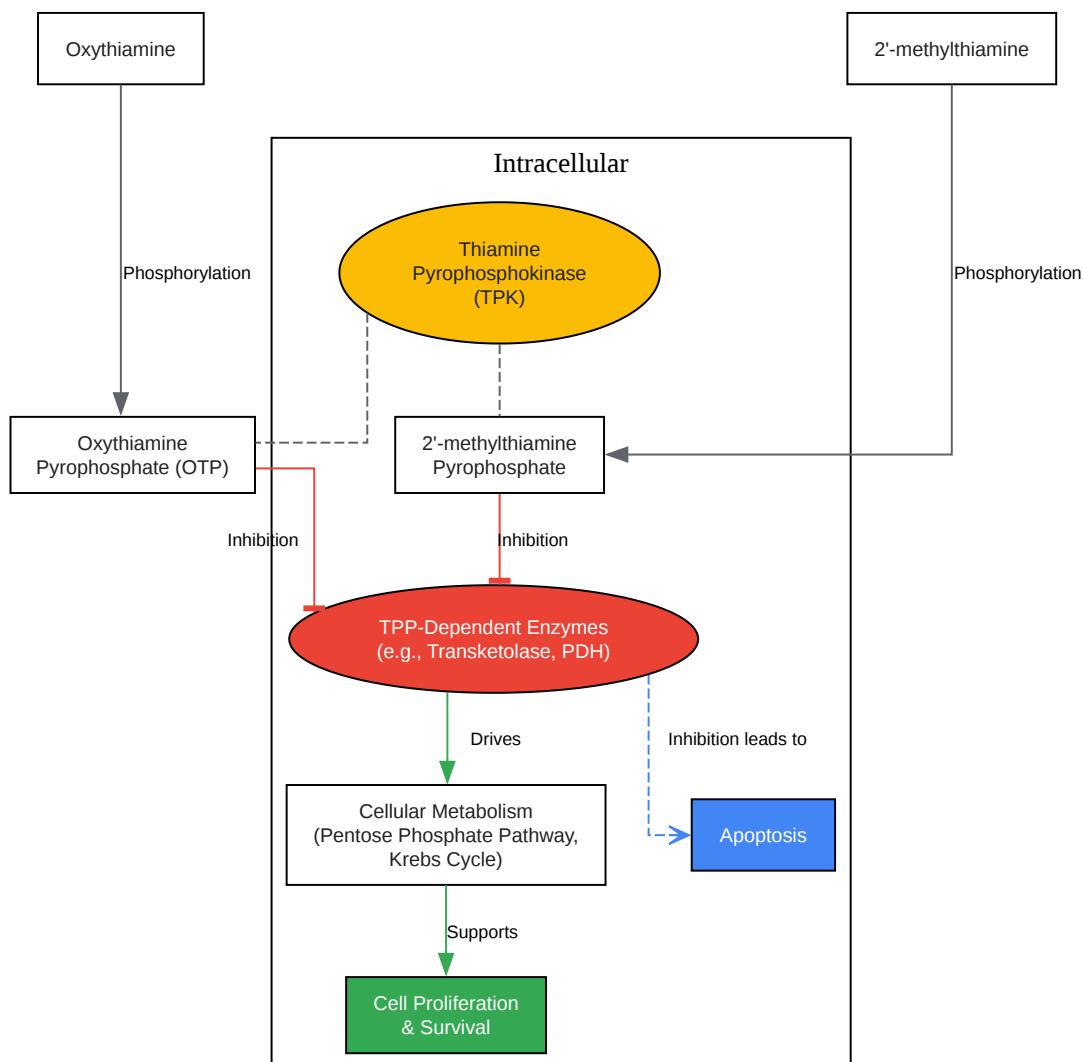 Oxythiamine
2'-methylthiamine
Intracellular
Thiamine
Pyrophosphokinase
(TPK)
Phosphorylation
Phosphorylation
Oxythiamine
Pyrophosphate (OTP)
2'-methylthiamine
Pyrophosphate
Inhibition
Inhibition
TPP-Dependent Enzymes
(e.g., Transketolase, PDH)
Drives
Inhibition leads to
Cellular Metabolism
(Pentose Phosphate Pathway,
Krebs Cycle)
Apoptosis
Supports
Cell Proliferation
& Survival